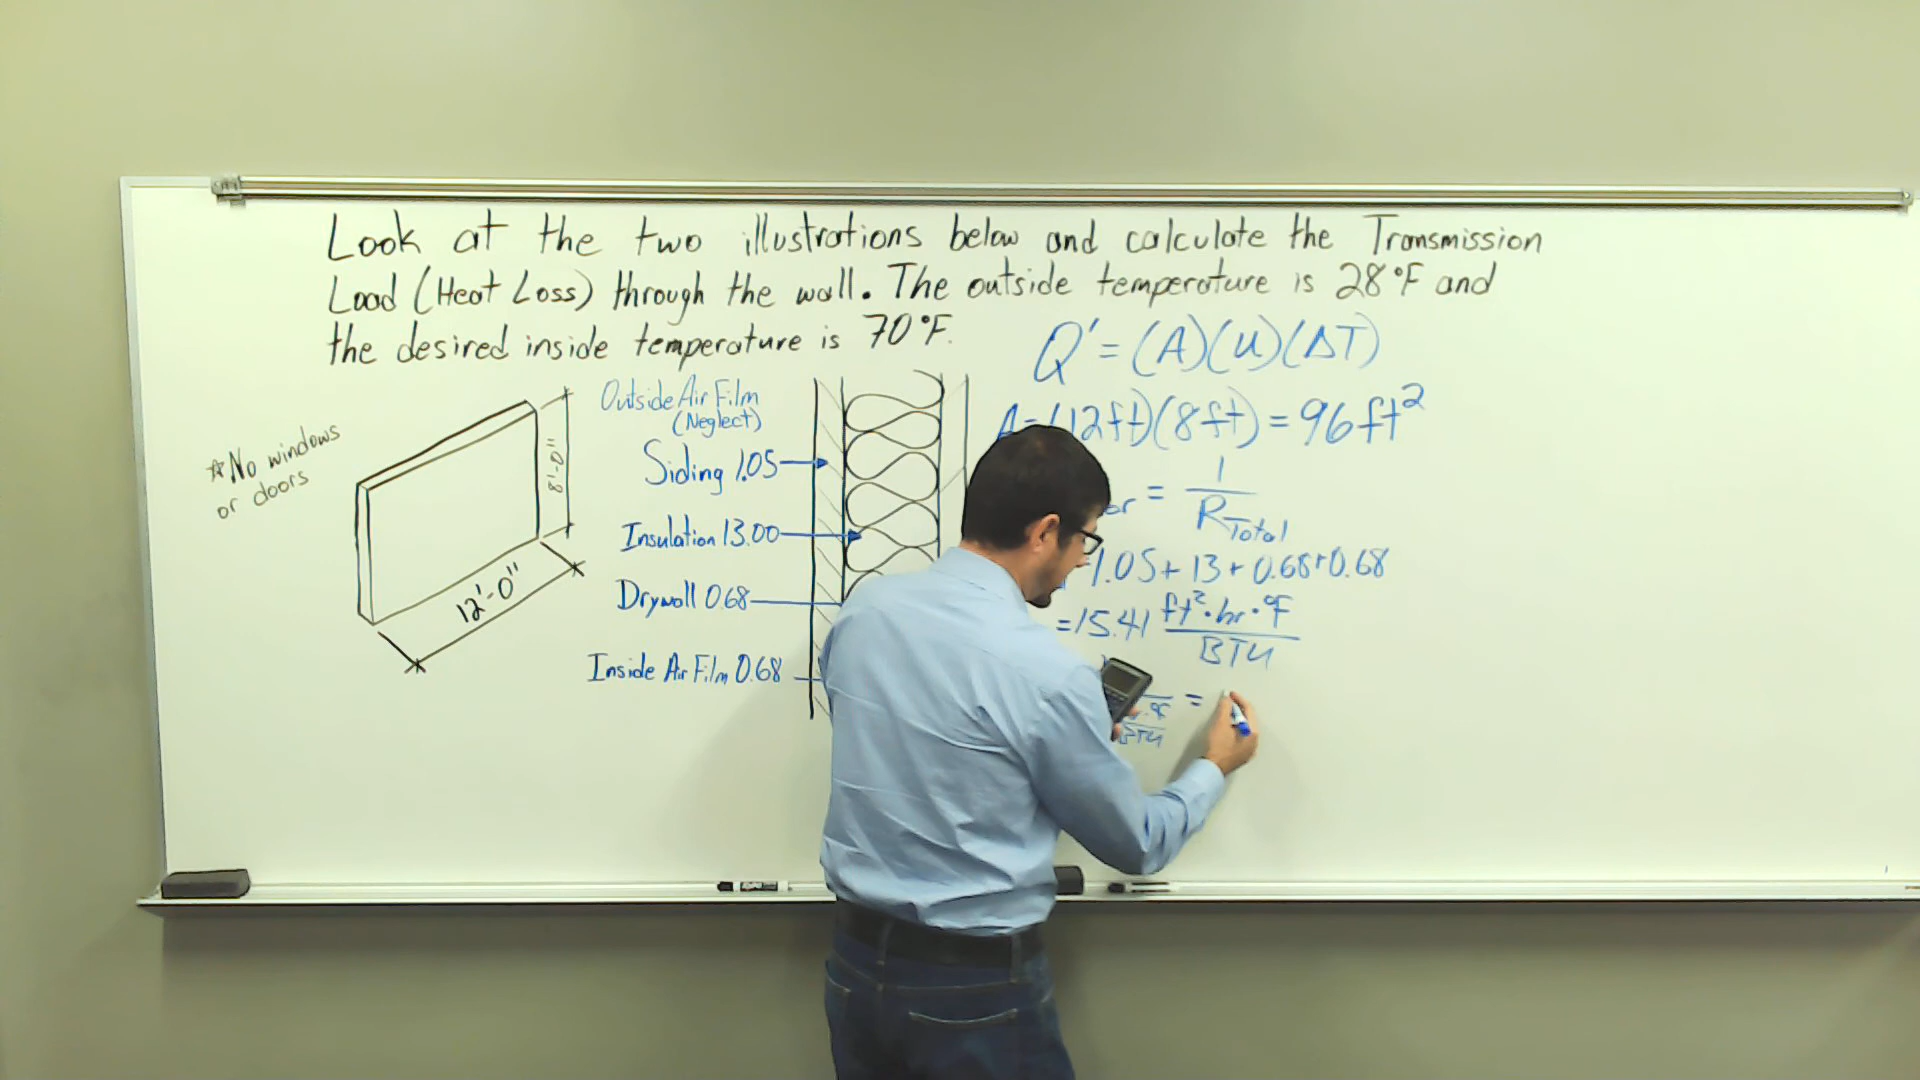 Look at the two illustrations below and calculate the Transmission
Load (Heat Loss) through the wall. The outside temperature is 28°F and
the desired inside temperature is 70°F.
*No windows
or doors
8'-0"
12'-0"
Outside Air Film
(Neglect)
Siding 1.05
Insulation 13.00
Drywall 0.68
Inside Air Film 0.68
Q' = (A)(U)(ΔT)
A=(12ft)(8ft) = 96ft²
or = 1
R Total
1.05 + 13 + 0.68 + 0.68
= 15.41 ft²·hr·°F
BTU
=
BTU